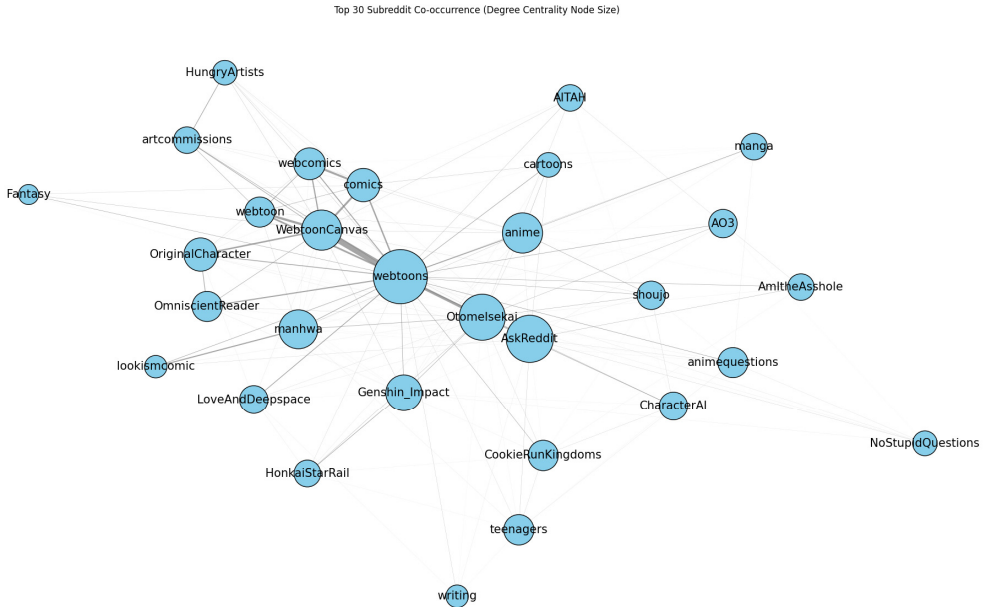 Top 30 Subreddit Co-occurrence (Degree Centrality Node Size)
HungryArtists
AITAH
artcommissions
manga
webcomics
cartoons
comics
Fantasy
webtoon
AO3
WebtoonCanvas
anime
OriginalCharacter
webtoons
AmItheAsshole
shoujo
OmniscientReader
OtomeIsekai
manhwa
AskReddit
lookismcomic
animequestions
LoveAndDeepspace
Genshin_Impact
CharacterAI
NoStupidQuestions
CookieRunKingdoms
HonkaiStarRail
teenagers
writing